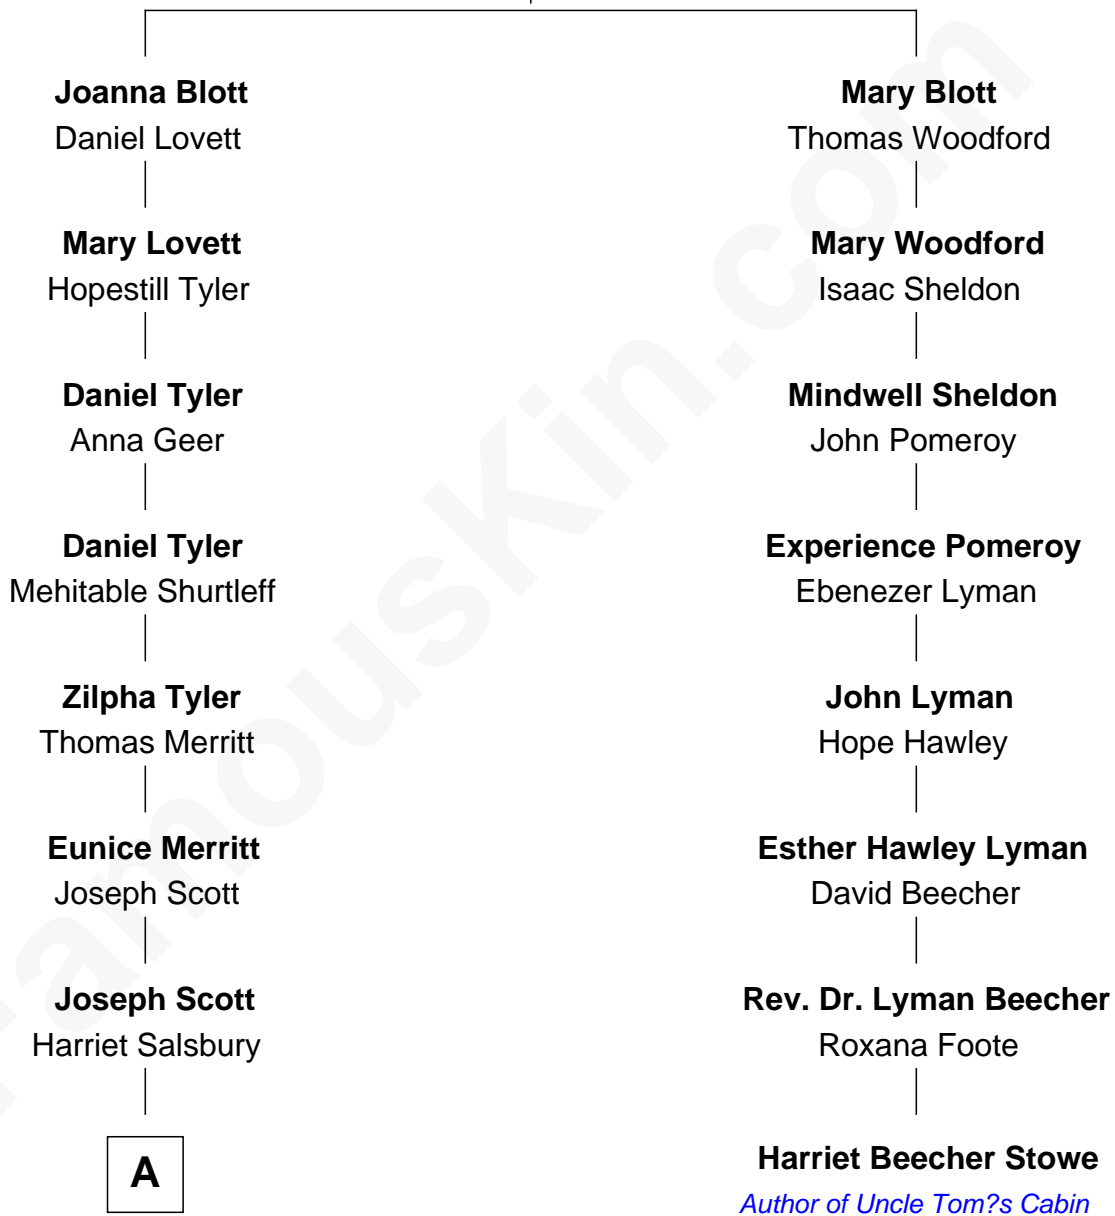 Joanna Blott
Daniel Lovett
Mary Lovett
Hopestill Tyler
Daniel Tyler
Anna Geer
Daniel Tyler
Mehitable Shurtleff
Zilpha Tyler
Thomas Merritt
Eunice Merritt
Joseph Scott
Joseph Scott
Harriet Salsbury
A
Mary Blott
Thomas Woodford
Mary Woodford
Isaac Sheldon
Mindwell Sheldon
John Pomeroy
Experience Pomeroy
Ebenezer Lyman
John Lyman
Hope Hawley
Esther Hawley Lyman
David Beecher
Rev. Dr. Lyman Beecher
Roxana Foote
Harriet Beecher Stowe
Author of Uncle Tom?s Cabin
FamousKin.com